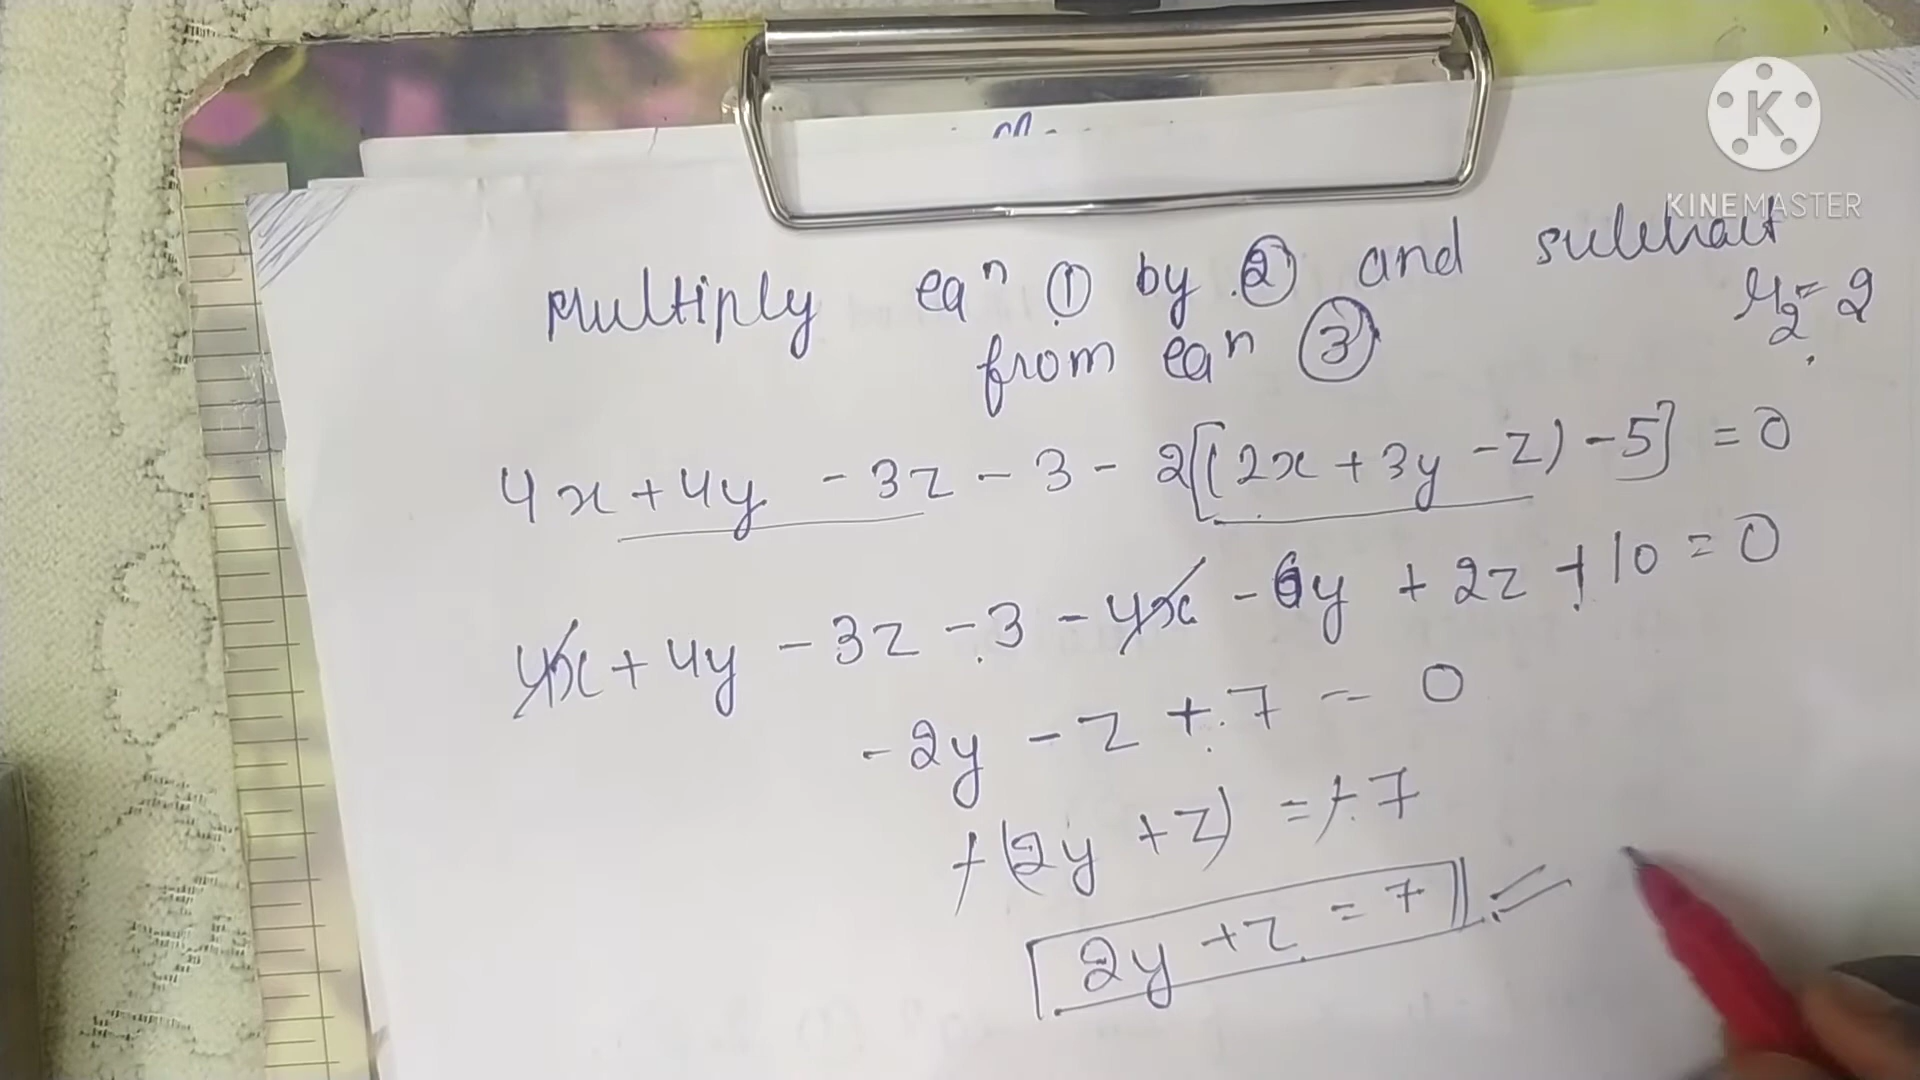 K
KINEMASTER
Multiply eqⁿ ① by ② and subtract
from eqⁿ ③
4x + 4y - 3z - 3 - 2[(2x + 3y - z) - 5] = 0
4x + 4y - 3z - 3 - 4x - 6y + 2z + 10 = 0
- 2y - z + 7 = 0
-(2y + z) = -7
2y + z = 7